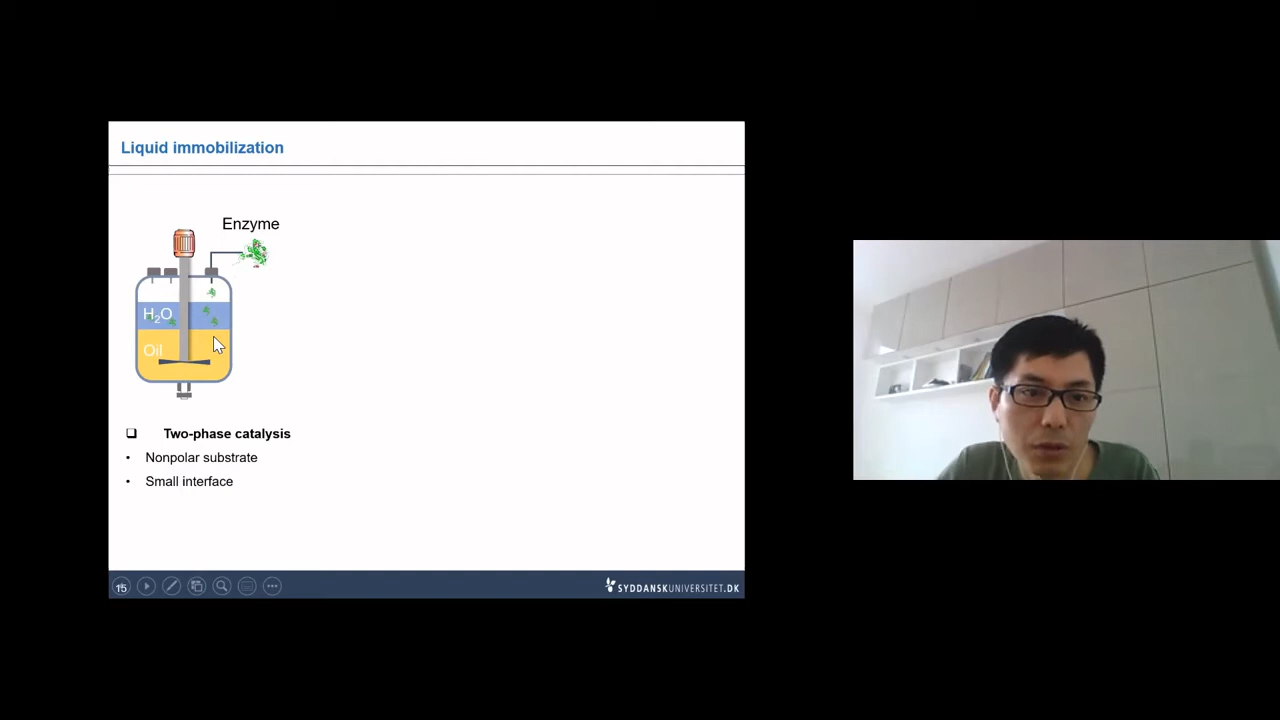 Liquid immobilization
Enzyme
H₂O
Oil
❑ Two-phase catalysis
• Nonpolar substrate
• Small interface
15
SYDDANSKUNIVERSITET.DK